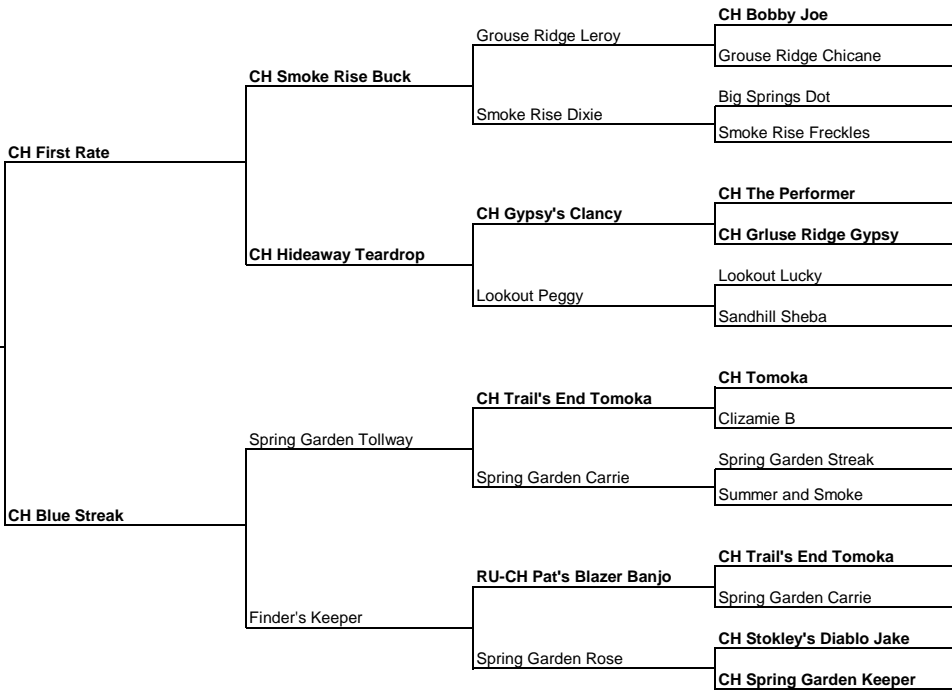 CH Bobby Joe
Grouse Ridge Leroy
Grouse Ridge Chicane
CH Smoke Rise Buck
Big Springs Dot
Smoke Rise Dixie
Smoke Rise Freckles
CH First Rate
CH The Performer
CH Gypsy's Clancy
CH Grluse Ridge Gypsy
CH Hideaway Teardrop
Lookout Lucky
Lookout Peggy
Sandhill Sheba
CH Tomoka
CH Trail's End Tomoka
Clizamie B
Spring Garden Tollway
Spring Garden Streak
Spring Garden Carrie
Summer and Smoke
CH Blue Streak
CH Trail's End Tomoka
RU-CH Pat's Blazer Banjo
Spring Garden Carrie
Finder's Keeper
CH Stokley's Diablo Jake
Spring Garden Rose
CH Spring Garden Keeper